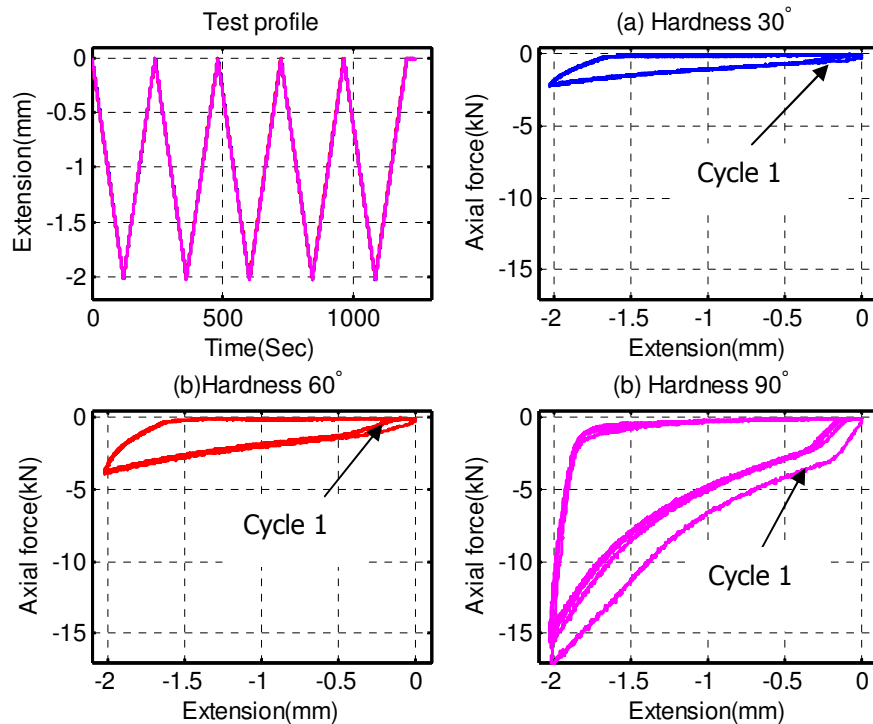 Test profile
Extension(mm)
0
-0.5
-1
-1.5
-2
0
500
1000
Time(Sec)
(a) Hardness 30°
Axial force(kN)
0
-5
-10
-15
Cycle 1
-2
-1.5
-1
-0.5
0
Extension(mm)
(b)Hardness 60°
Axial force(kN)
0
-5
-10
-15
Cycle 1
-2
-1.5
-1
-0.5
0
Extension(mm)
(b) Hardness 90°
Axial force(kN)
0
-5
-10
-15
Cycle 1
-2
-1.5
-1
-0.5
0
Extension(mm)